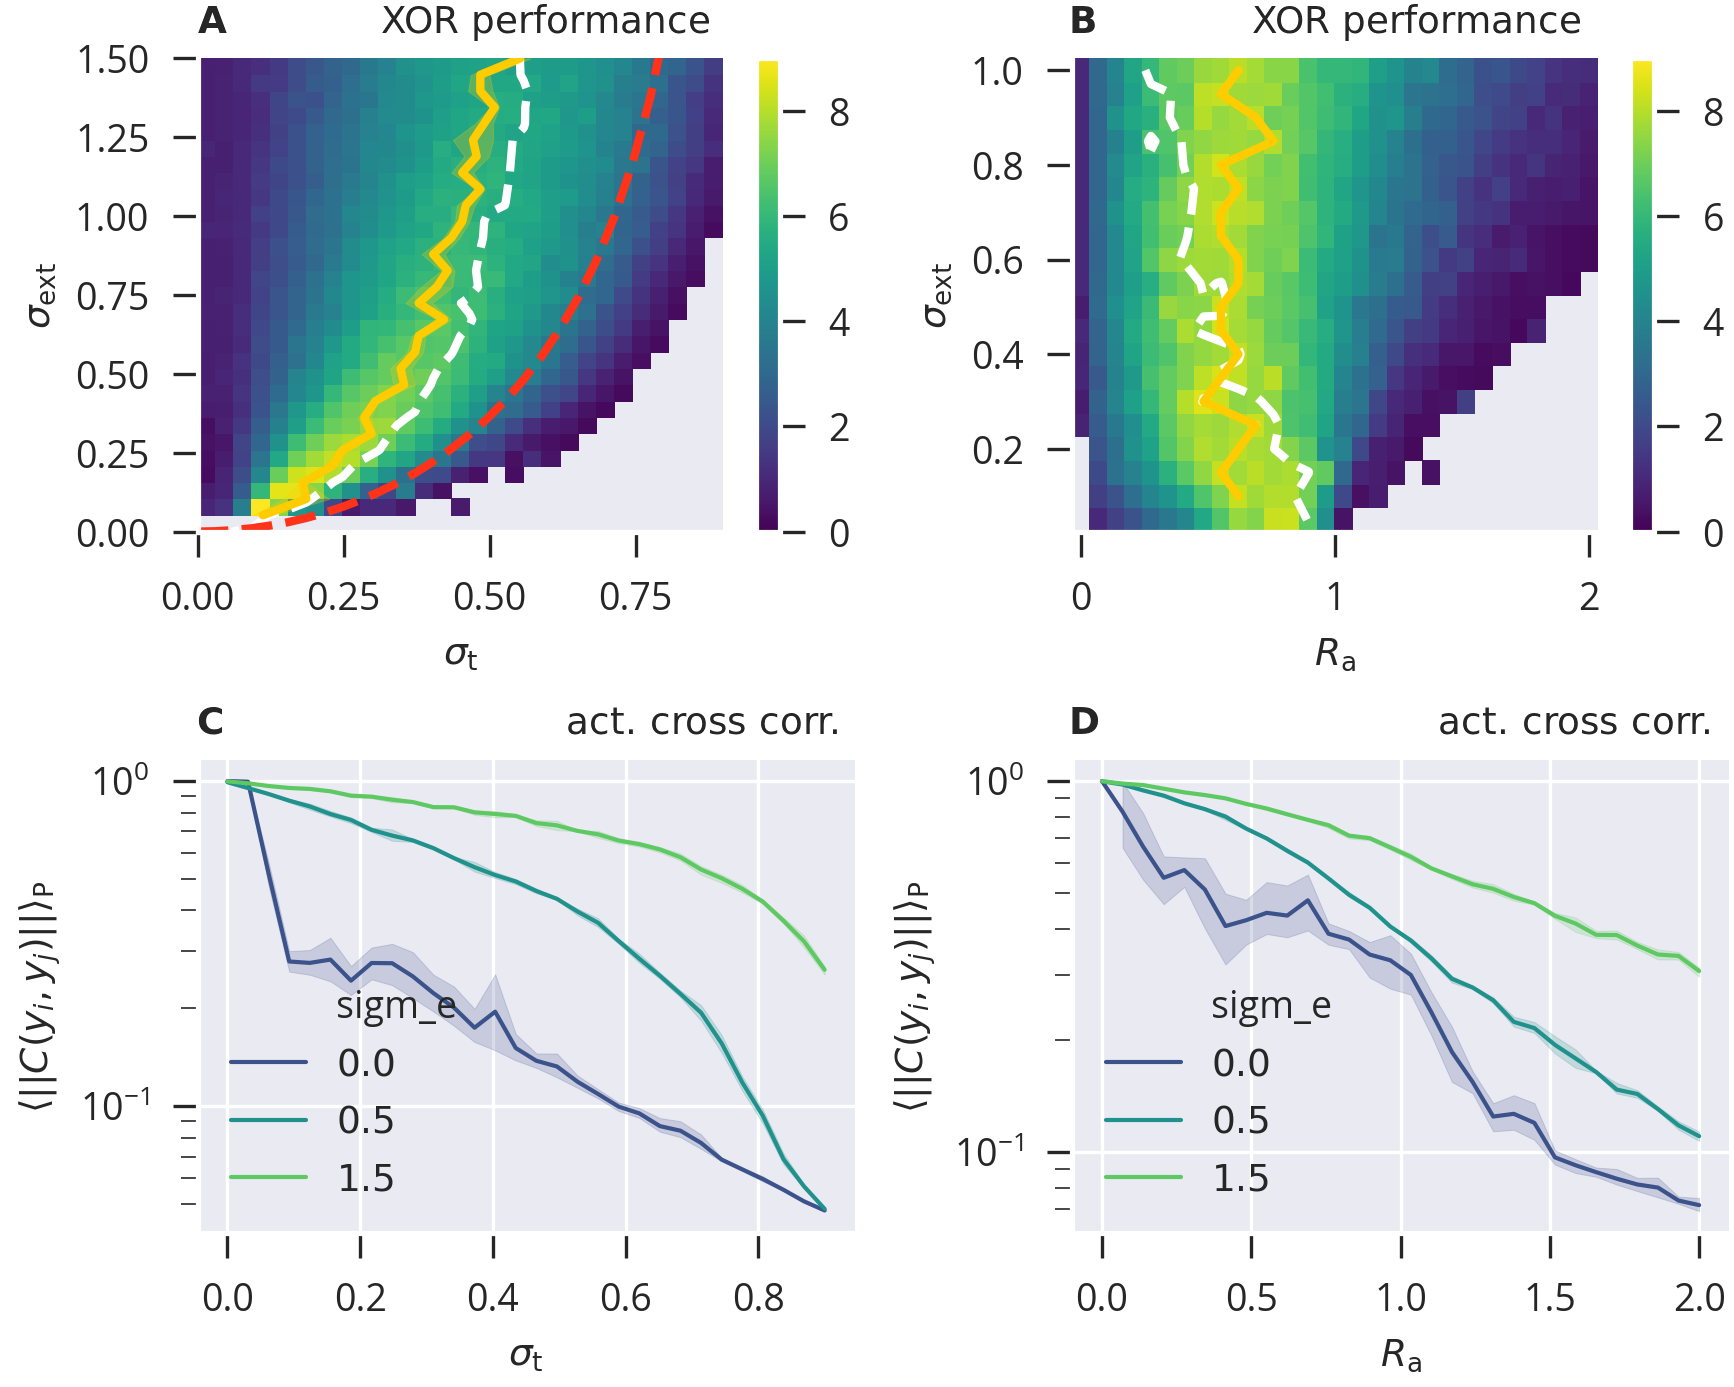 A XOR performance
1.50
1.25
1.00
0.75
0.50
0.25
0.00
σext
0.00 0.25 0.50 0.75
σt
8
6
4
2
0
B XOR performance
1.0
0.8
0.6
0.4
0.2
σext
0 1 2
Ra
8
6
4
2
0
C act. cross corr.
10⁰
10⁻¹
⟨||C(yi, yj)||⟩P
sigm_e
0.0
0.5
1.5
0.0 0.2 0.4 0.6 0.8
σt
D act. cross corr.
10⁰
10⁻¹
⟨||C(yi, yj)||⟩P
sigm_e
0.0
0.5
1.5
0.0 0.5 1.0 1.5 2.0
Ra